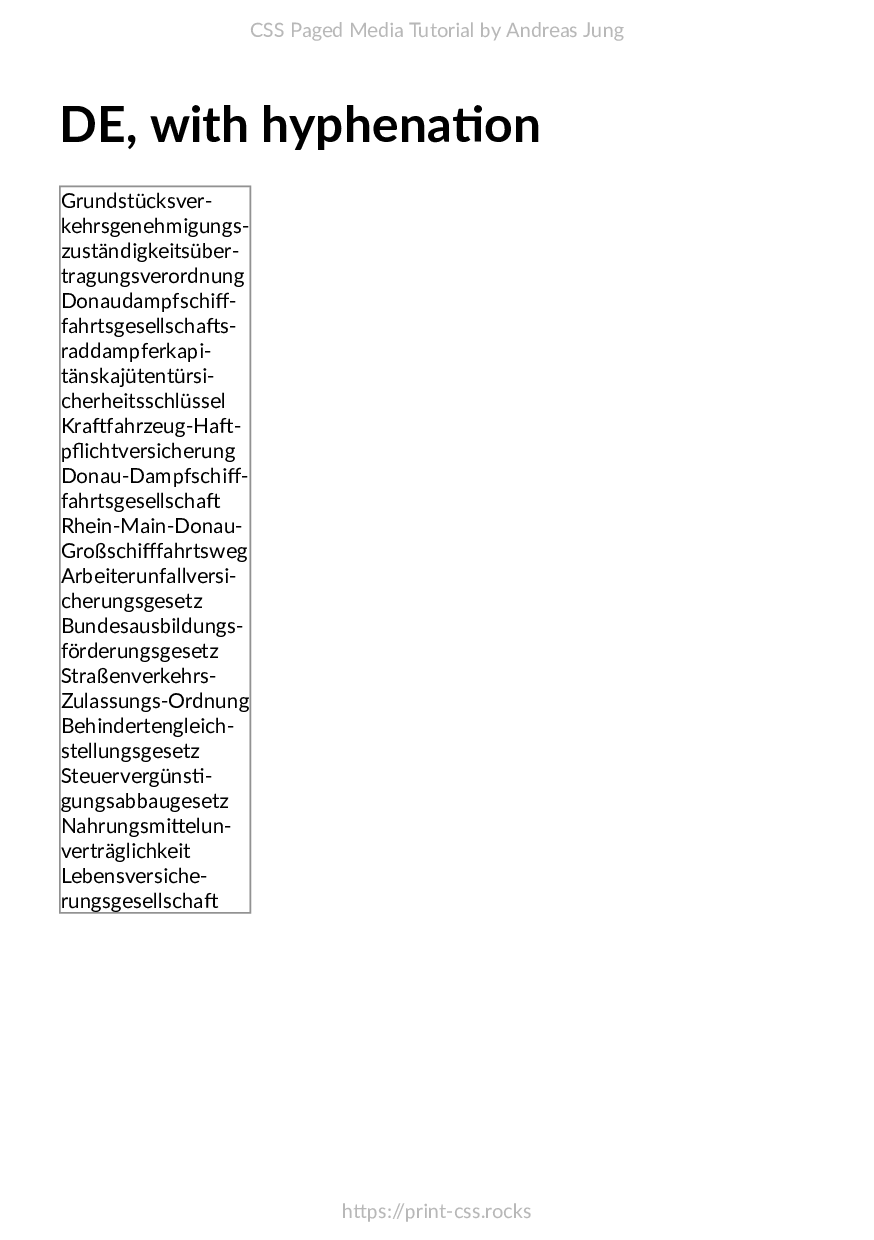 CSS Paged Media Tutorial by Andreas Jung
DE, with hyphenation
Grundstücksver-
kehrsgenehmigungs-
zuständigkeitsüber-
tragungsverordnung
Donaudampfschiff-
fahrtsgesellschafts-
raddampferkapi-
tänskajütentürsi-
cherheitsschlüssel
Kraftfahrzeug-Haft-
pflichtversicherung
Donau-Dampfschiff-
fahrtsgesellschaft
Rhein-Main-Donau-
Großschifffahrtsweg
Arbeiterunfallversi-
cherungsgesetz
Bundesausbildungs-
förderungsgesetz
Straßenverkehrs-
Zulassungs-Ordnung
Behindertengleich-
stellungsgesetz
Steuervergünsti-
gungsabbaugesetz
Nahrungsmittelun-
verträglichkeit
Lebensversiche-
rungsgesellschaft
https://print-css.rocks